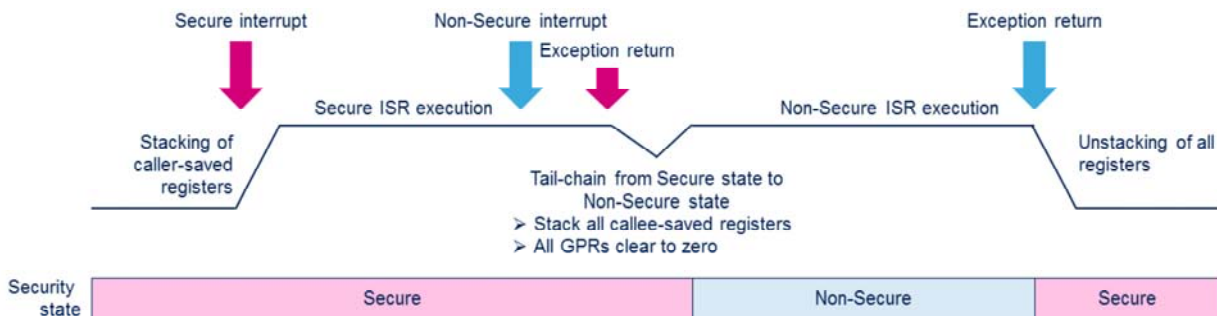 Secure interrupt
Non-Secure interrupt
Exception return
Exception return
Secure ISR execution
Non-Secure ISR execution
Stacking of
caller-saved
registers
Unstacking of all
registers
Tail-chain from Secure state to
Non-Secure state
➢ Stack all callee-saved registers
➢ All GPRs clear to zero
Security
state
Secure
Non-Secure
Secure